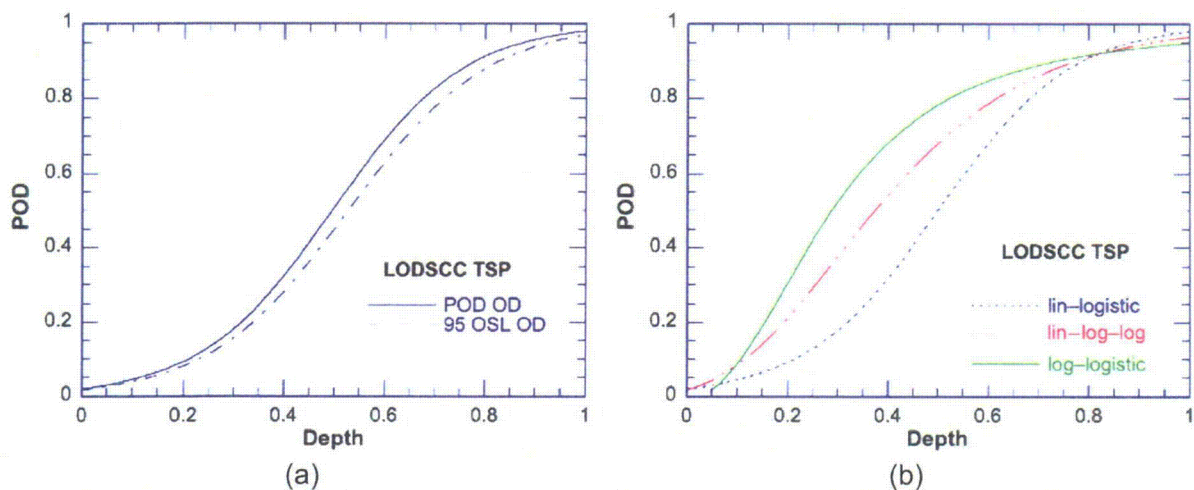 1
0.8
0.6
0.4
0.2
0
POD
0
0.2
0.4
0.6
0.8
1
Depth
LODSCC TSP
POD OD
95 OSL OD
(a)
1
0.8
0.6
0.4
0.2
0
POD
0
0.2
0.4
0.6
0.8
1
Depth
LODSCC TSP
lin–logistic
lin–log–log
log–logistic
(b)